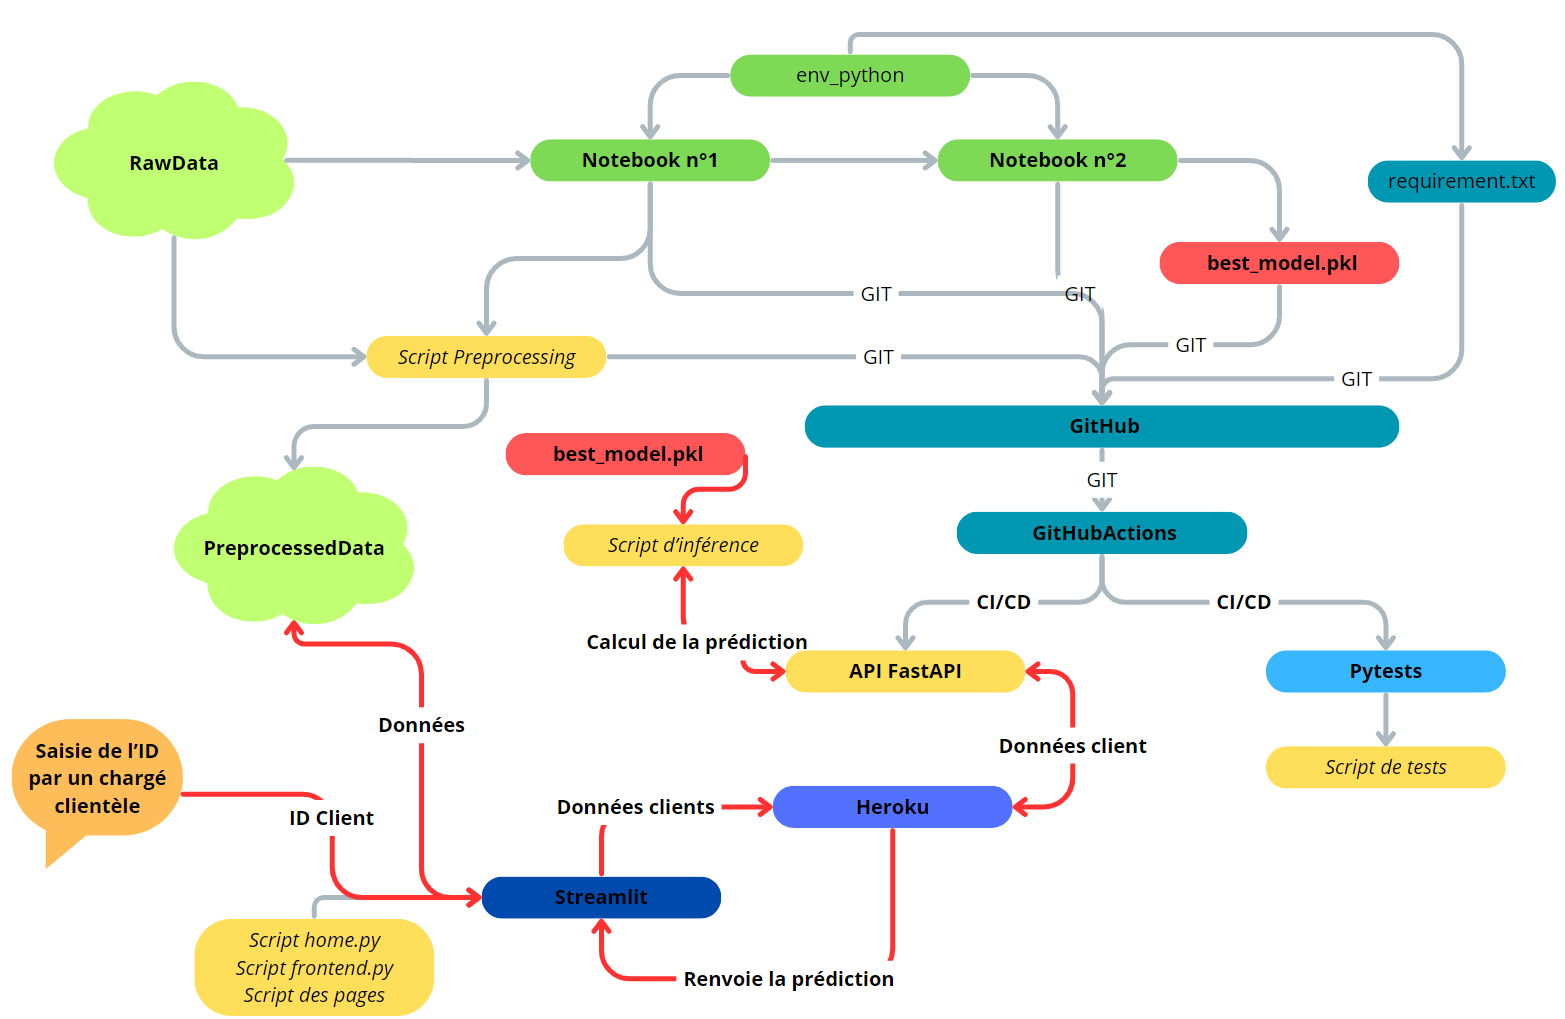 env_python
RawData
Notebook n°1
Notebook n°2
requirement.txt
best_model.pkl
GIT
GIT
GIT
Script Preprocessing
GIT
GIT
GitHub
best_model.pkl
GIT
GitHubActions
PreprocessedData
Script d’inférence
CI/CD
CI/CD
Calcul de la prédiction
API FastAPI
Pytests
Données
Données client
Saisie de l’ID
par un chargé
clientèle
Script de tests
ID Client
Données clients
Heroku
Streamlit
Script home.py
Script frontend.py
Script des pages
Renvoie la prédiction